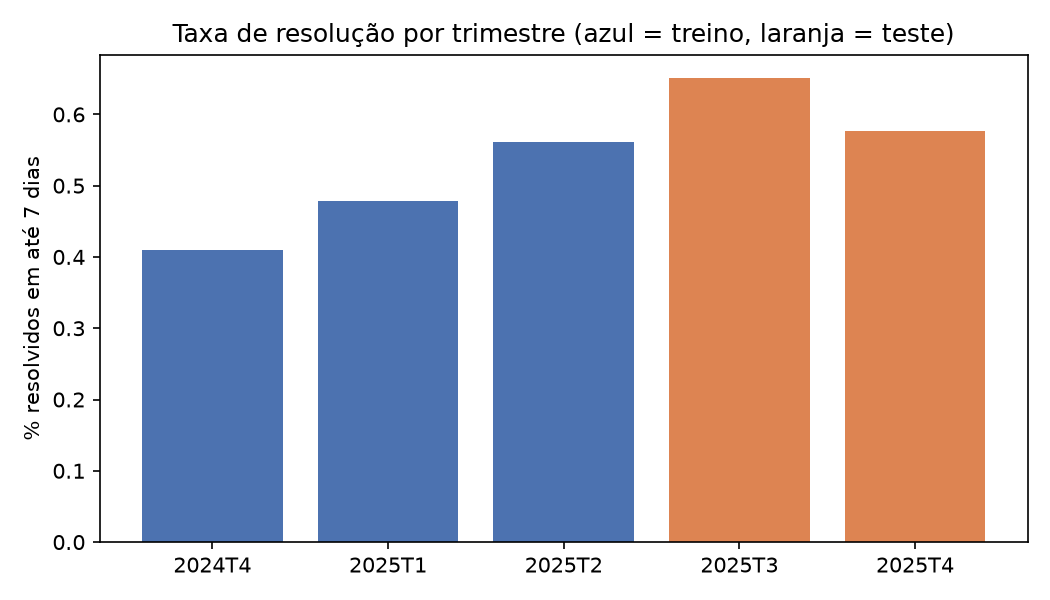 Taxa de resolução por trimestre (azul = treino, laranja = teste)
% resolvidos em até 7 dias
0.6
0.5
0.4
0.3
0.2
0.1
0.0
2024T4 2025T1 2025T2 2025T3 2025T4